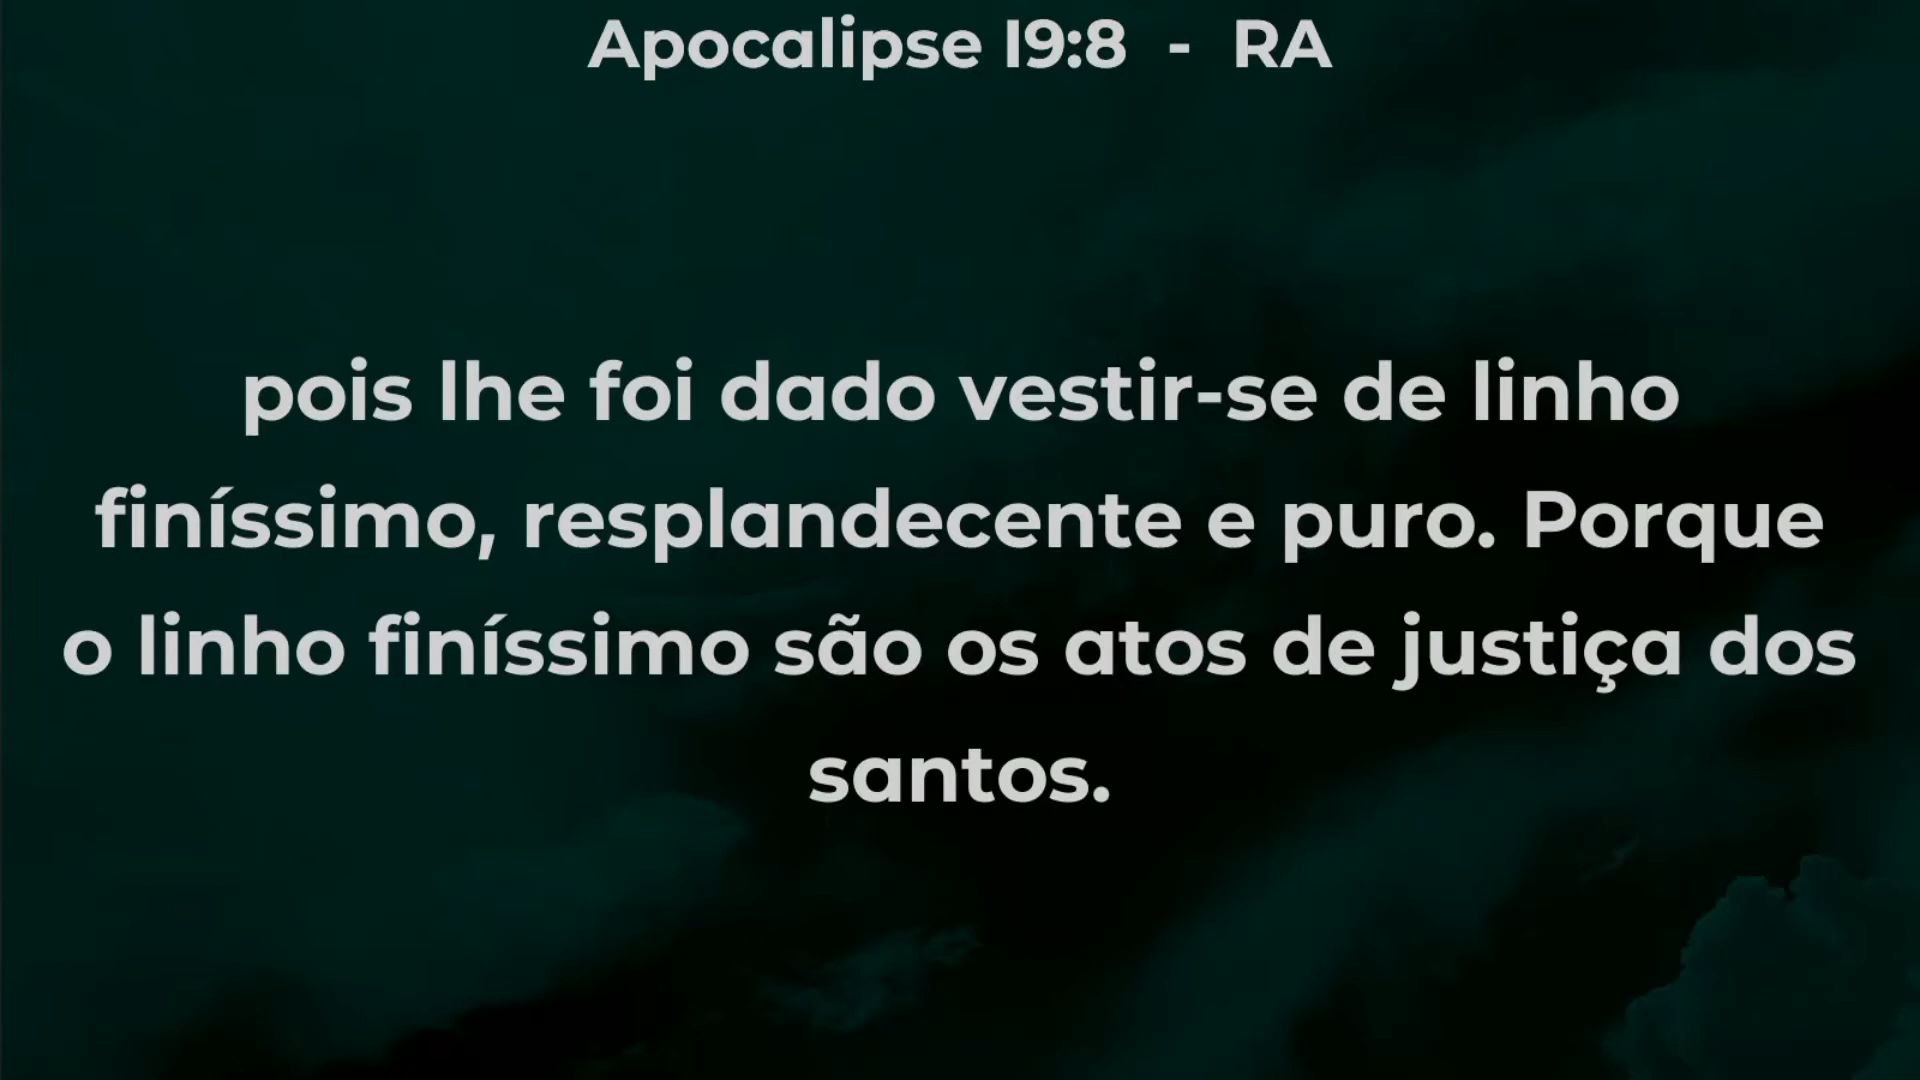 Apocalipse 19:8 - RA
pois lhe foi dado vestir-se de linho
finíssimo, resplandecente e puro. Porque
o linho finíssimo são os atos de justiça dos
santos.